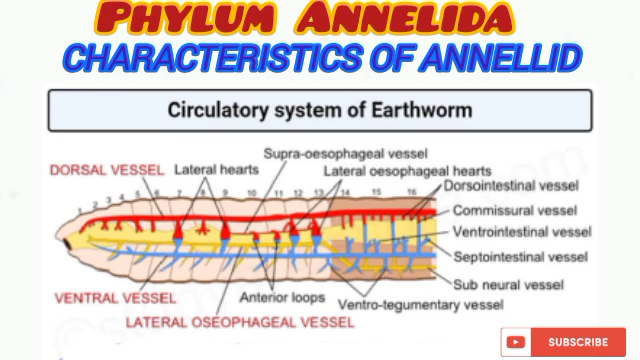 PHYLUM ANNELIDA
CHARACTERISTICS OF ANNELLID
Circulatory system of Earthworm
Supra-oesophageal vessel
DORSAL VESSEL Lateral hearts Lateral oesophageal hearts
Dorsointestinal vessel
1 2 3 4 5 6 7 8 9 10 11 12 13 14 15 16
Commissural vessel
Ventrointestinal vessel
Septointestinal vessel
Sub neural vessel
VENTRAL VESSEL Anterior loops Ventro-tegumentary vessel
LATERAL OSEOPHAGEAL VESSEL
SUBSCRIBE